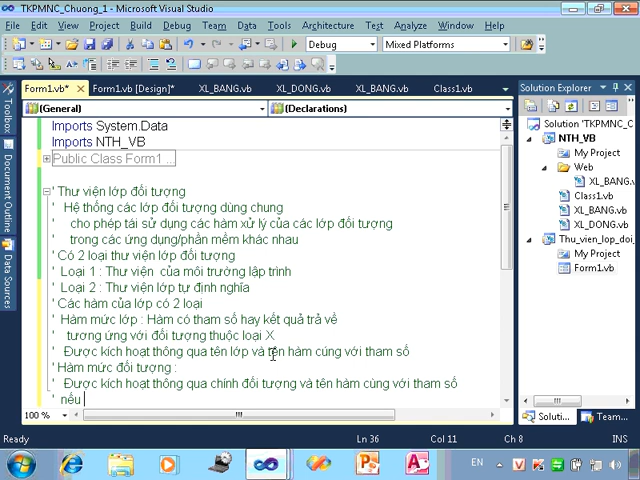 TKPMNC_Chuong_1 - Microsoft Visual Studio
File Edit View Project Build Debug Team Data Tools
Architecture Test Analyze Window Help
Debug Mixed Platforms
Form1.vb* Form1.vb [Design]* XL_BANG.vb XL_DONG.vb XL_BANG.vb Class1.vb
(General) (Declarations)
Imports System.Data
Imports NTH_VB
Public Class Form1 ...
' Thư viện lớp đối tượng
' Hệ thống các lớp đối tượng dùng chung
' cho phép tái sử dụng các hàm xử lý của các lớp đối tượng
' trong các ứng dụng/phần mềm khác nhau
' Có 2 loại thư viện lớp đối tượng
' Loại 1 : Thư viện của môi trường lập trình
' Loại 2 : Thư viện lớp tự định nghĩa
' Các hàm của lớp có 2 loại
' Hàm mức lớp : Hàm có tham số hay kết quả trả về
' tương ứng với đối tượng thuộc loại X
' Được kích hoạt thông qua tên lớp và tên hàm cúng với tham số
' Hàm mức đối tượng :
' Được kích hoạt thông qua chính đối tượng và tên hàm cùng với tham số
' nếu
100 %
Toolbox
Document Outline
Data Sources
Solution Explorer
Solution 'TKPMNC_C
NTH_VB
My Project
Web
XL_BANG.vb
Class1.vb
XL_BANG.vb
XL_DONG.vb
Thu_vien_lop_doi_
My Project
Form1.vb
Soluti... Team...
Ready Ln 36 Col 11 Ch 8 INS
EN